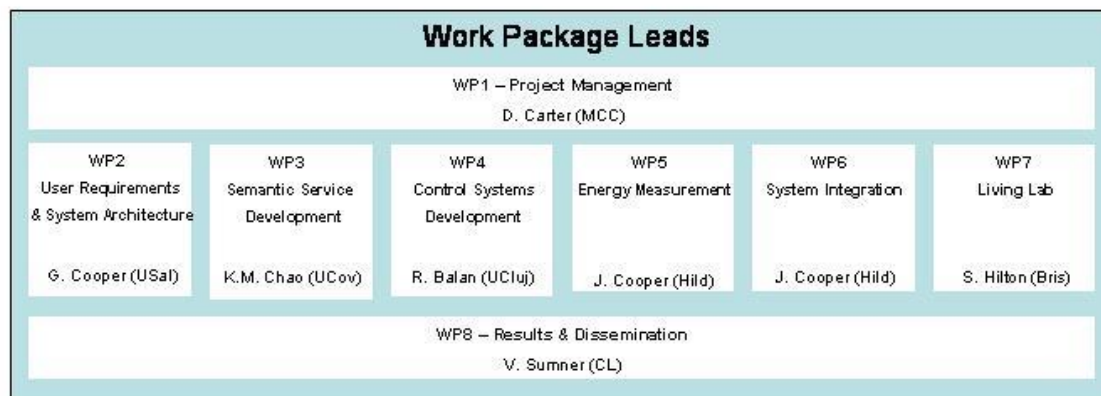 Work Package Leads
WP1 – Project Management
D. Carter (MCC)
WP2
User Requirements
& System Architecture
G. Cooper (USal)
WP3
Semantic Service
Development
K.M. Chao (UCov)
WP4
Control Systems
Development
R. Balan (UCluj)
WP5
Energy Measurement
J. Cooper (Hild)
WP6
System Integration
J. Cooper (Hild)
WP7
Living Lab
S. Hilton (Bris)
WP8 – Results & Dissemination
V. Sumner (CL)